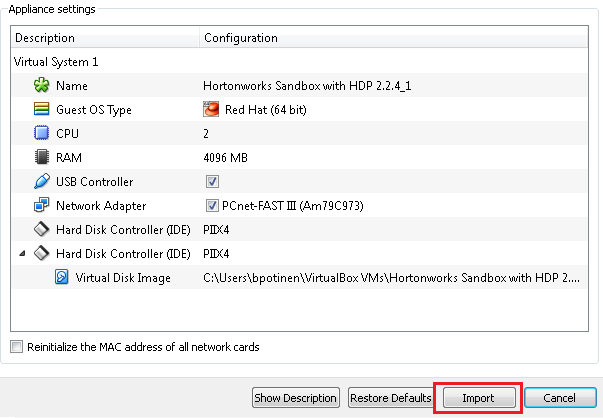 Appliance settings
Description Configuration
Virtual System 1
Name Hortonworks Sandbox with HDP 2.2.4_1
Guest OS Type Red Hat (64 bit)
CPU 2
RAM 4096 MB
USB Controller
Network Adapter PCnet-FAST III (Am79C973)
Hard Disk Controller (IDE) PIIX4
Hard Disk Controller (IDE) PIIX4
Virtual Disk Image C:\Users\bpotinen\VirtualBox VMs\Hortonworks Sandbox with HDP 2....
Reinitialize the MAC address of all network cards
Show Description Restore Defaults Import Cancel